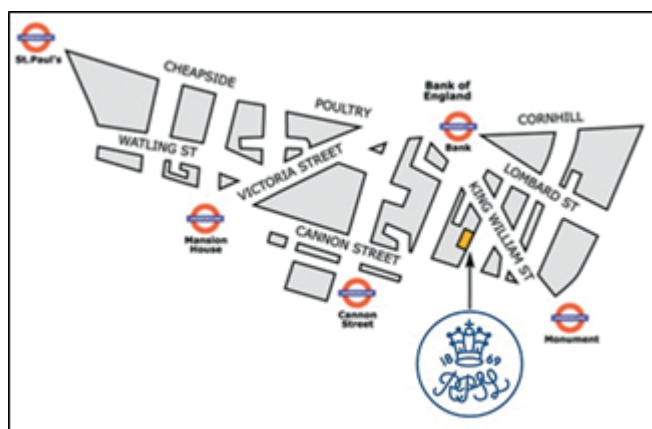 St.Paul's
CHEAPSIDE
POULTRY
Bank of
England
Bank
CORNHILL
WATLING ST
VICTORIA STREET
LOMBARD ST
KING WILLIAM ST
Mansion
House
CANNON STREET
Cannon
Street
Monument
18 69
RPSL